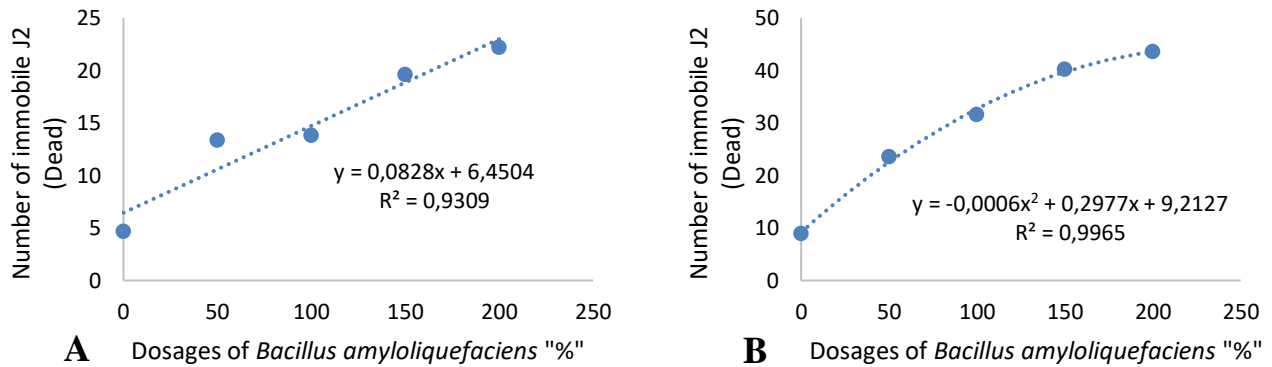 Number of immobile J2
(Dead)
25
20
15
10
5
0
y = 0,0828x + 6,4504
R² = 0,9309
0 50 100 150 200 250
A Dosages of Bacillus amyloliquefaciens "%"
Number of immobile J2
(Dead)
50
40
30
20
10
0
y = -0,0006x² + 0,2977x + 9,2127
R² = 0,9965
0 50 100 150 200 250
B Dosages of Bacillus amyloliquefaciens "%"